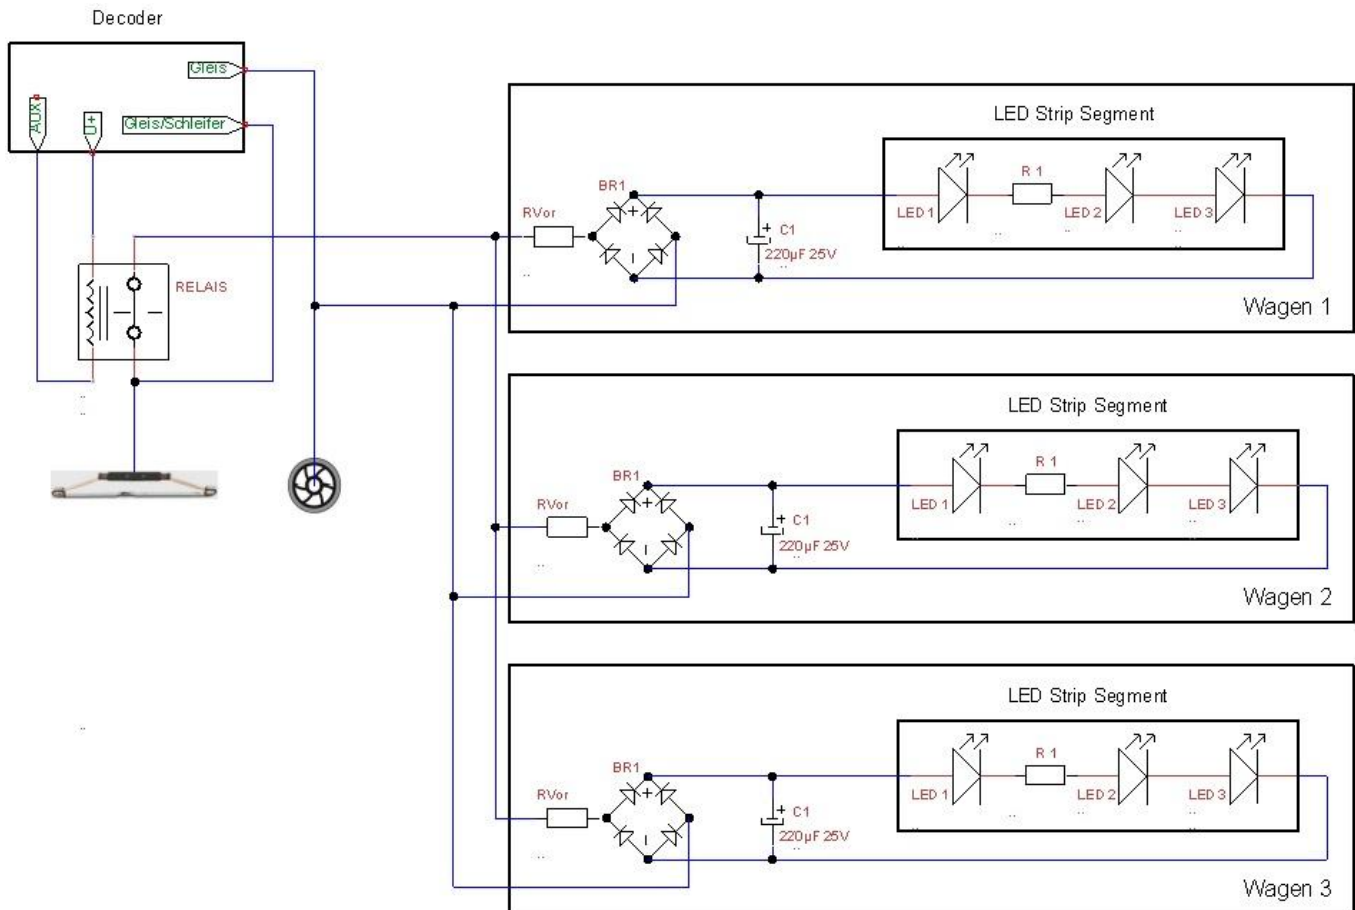 Decoder
Gleis
AUX
U+
Gleis/Schleifer
RELAIS
LED Strip Segment
BR1
RVor
+
-
+
C1
220µF 25V
LED 1
R 1
LED 2
LED 3
Wagen 1
LED Strip Segment
BR1
RVor
+
-
+
C1
220µF 25V
LED 1
R 1
LED 2
LED 3
Wagen 2
LED Strip Segment
BR1
RVor
+
-
+
C1
220µF 25V
LED 1
R 1
LED 2
LED 3
Wagen 3